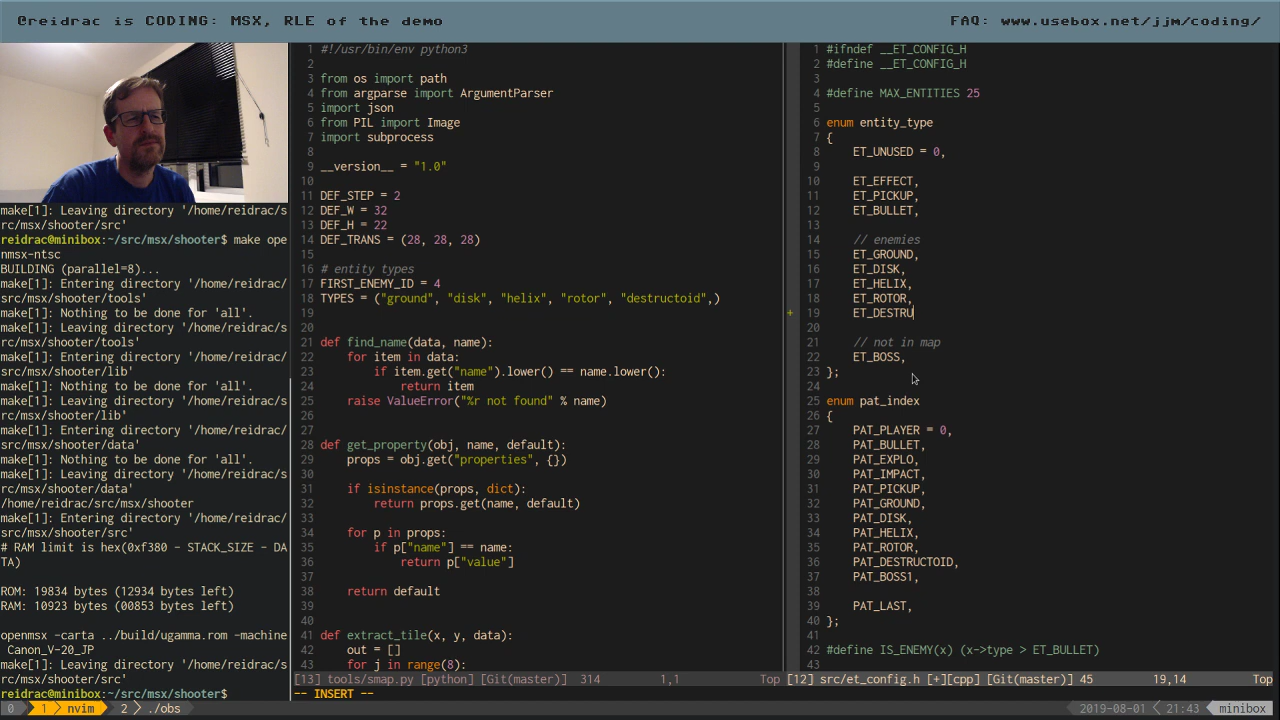 @reidrac is CODING: MSX, RLE of the demo
FAQ: www.usebox.net/jjm/coding/
make[1]: Leaving directory '/home/reidrac/s
rc/msx/shooter/src'
reidrac@minibox:~/src/msx/shooter$ make ope
nmsx-ntsc
BUILDING (parallel=8)...
make[1]: Entering directory '/home/reidrac/
src/msx/shooter/tools'
make[1]: Nothing to be done for 'all'.
make[1]: Leaving directory '/home/reidrac/s
rc/msx/shooter/tools'
make[1]: Entering directory '/home/reidrac/
src/msx/shooter/lib'
make[1]: Nothing to be done for 'all'.
make[1]: Leaving directory '/home/reidrac/s
rc/msx/shooter/lib'
make[1]: Entering directory '/home/reidrac/
src/msx/shooter/data'
make[1]: Nothing to be done for 'all'.
make[1]: Leaving directory '/home/reidrac/s
rc/msx/shooter/data'
/home/reidrac/src/msx/shooter
make[1]: Entering directory '/home/reidrac/
src/msx/shooter/src'
# RAM limit is hex(0xf380 - STACK_SIZE - DA
TA)
ROM: 19834 bytes (12934 bytes left)
RAM: 10923 bytes (00853 bytes left)
openmsx -carta ../build/ugamma.rom -machine
Canon_V-20_JP
make[1]: Leaving directory '/home/reidrac/s
rc/msx/shooter/src'
reidrac@minibox:~/src/msx/shooter$
1 #!/usr/bin/env python3
2
3 from os import path
4 from argparse import ArgumentParser
5 import json
6 from PIL import Image
7 import subprocess
8
9 __version__ = "1.0"
10
11 DEF_STEP = 2
12 DEF_W = 32
13 DEF_H = 22
14 DEF_TRANS = (28, 28, 28)
15
16 # entity types
17 FIRST_ENEMY_ID = 4
18 TYPES = ("ground", "disk", "helix", "rotor", "destructoid",)
19
20
21 def find_name(data, name):
22     for item in data:
23         if item.get("name").lower() == name.lower():
24             return item
25     raise ValueError("%r not found" % name)
26
27
28 def get_property(obj, name, default):
29     props = obj.get("properties", {})
30
31     if isinstance(props, dict):
32         return props.get(name, default)
33
34     for p in props:
35         if p["name"] == name:
36             return p["value"]
37
38     return default
39
40
41 def extract_tile(x, y, data):
42     out = []
43     for j in range(8):
[13] tools/smap.py [python] [Git(master)] 314 1,1 Top
1 #ifndef __ET_CONFIG_H
2 #define __ET_CONFIG_H
3
4 #define MAX_ENTITIES 25
5
6 enum entity_type
7 {
8     ET_UNUSED = 0,
9
10     ET_EFFECT,
11     ET_PICKUP,
12     ET_BULLET,
13
14     // enemies
15     ET_GROUND,
16     ET_DISK,
17     ET_HELIX,
18     ET_ROTOR,
+ 19     ET_DESTRU
20
21     // not in map
22     ET_BOSS,
23 };
24
25 enum pat_index
26 {
27     PAT_PLAYER = 0,
28     PAT_BULLET,
29     PAT_EXPLO,
30     PAT_IMPACT,
31     PAT_PICKUP,
32     PAT_GROUND,
33     PAT_DISK,
34     PAT_HELIX,
35     PAT_ROTOR,
36     PAT_DESTRUCTOID,
37     PAT_BOSS1,
38
39     PAT_LAST,
40 };
41
42 #define IS_ENEMY(x) (x->type > ET_BULLET)
43
[12] src/et_config.h [+][cpp] [Git(master)] 45 19,14 Top
-- INSERT --
0 1 nvim 2 ./obs
2019-08-01 21:43 minibox